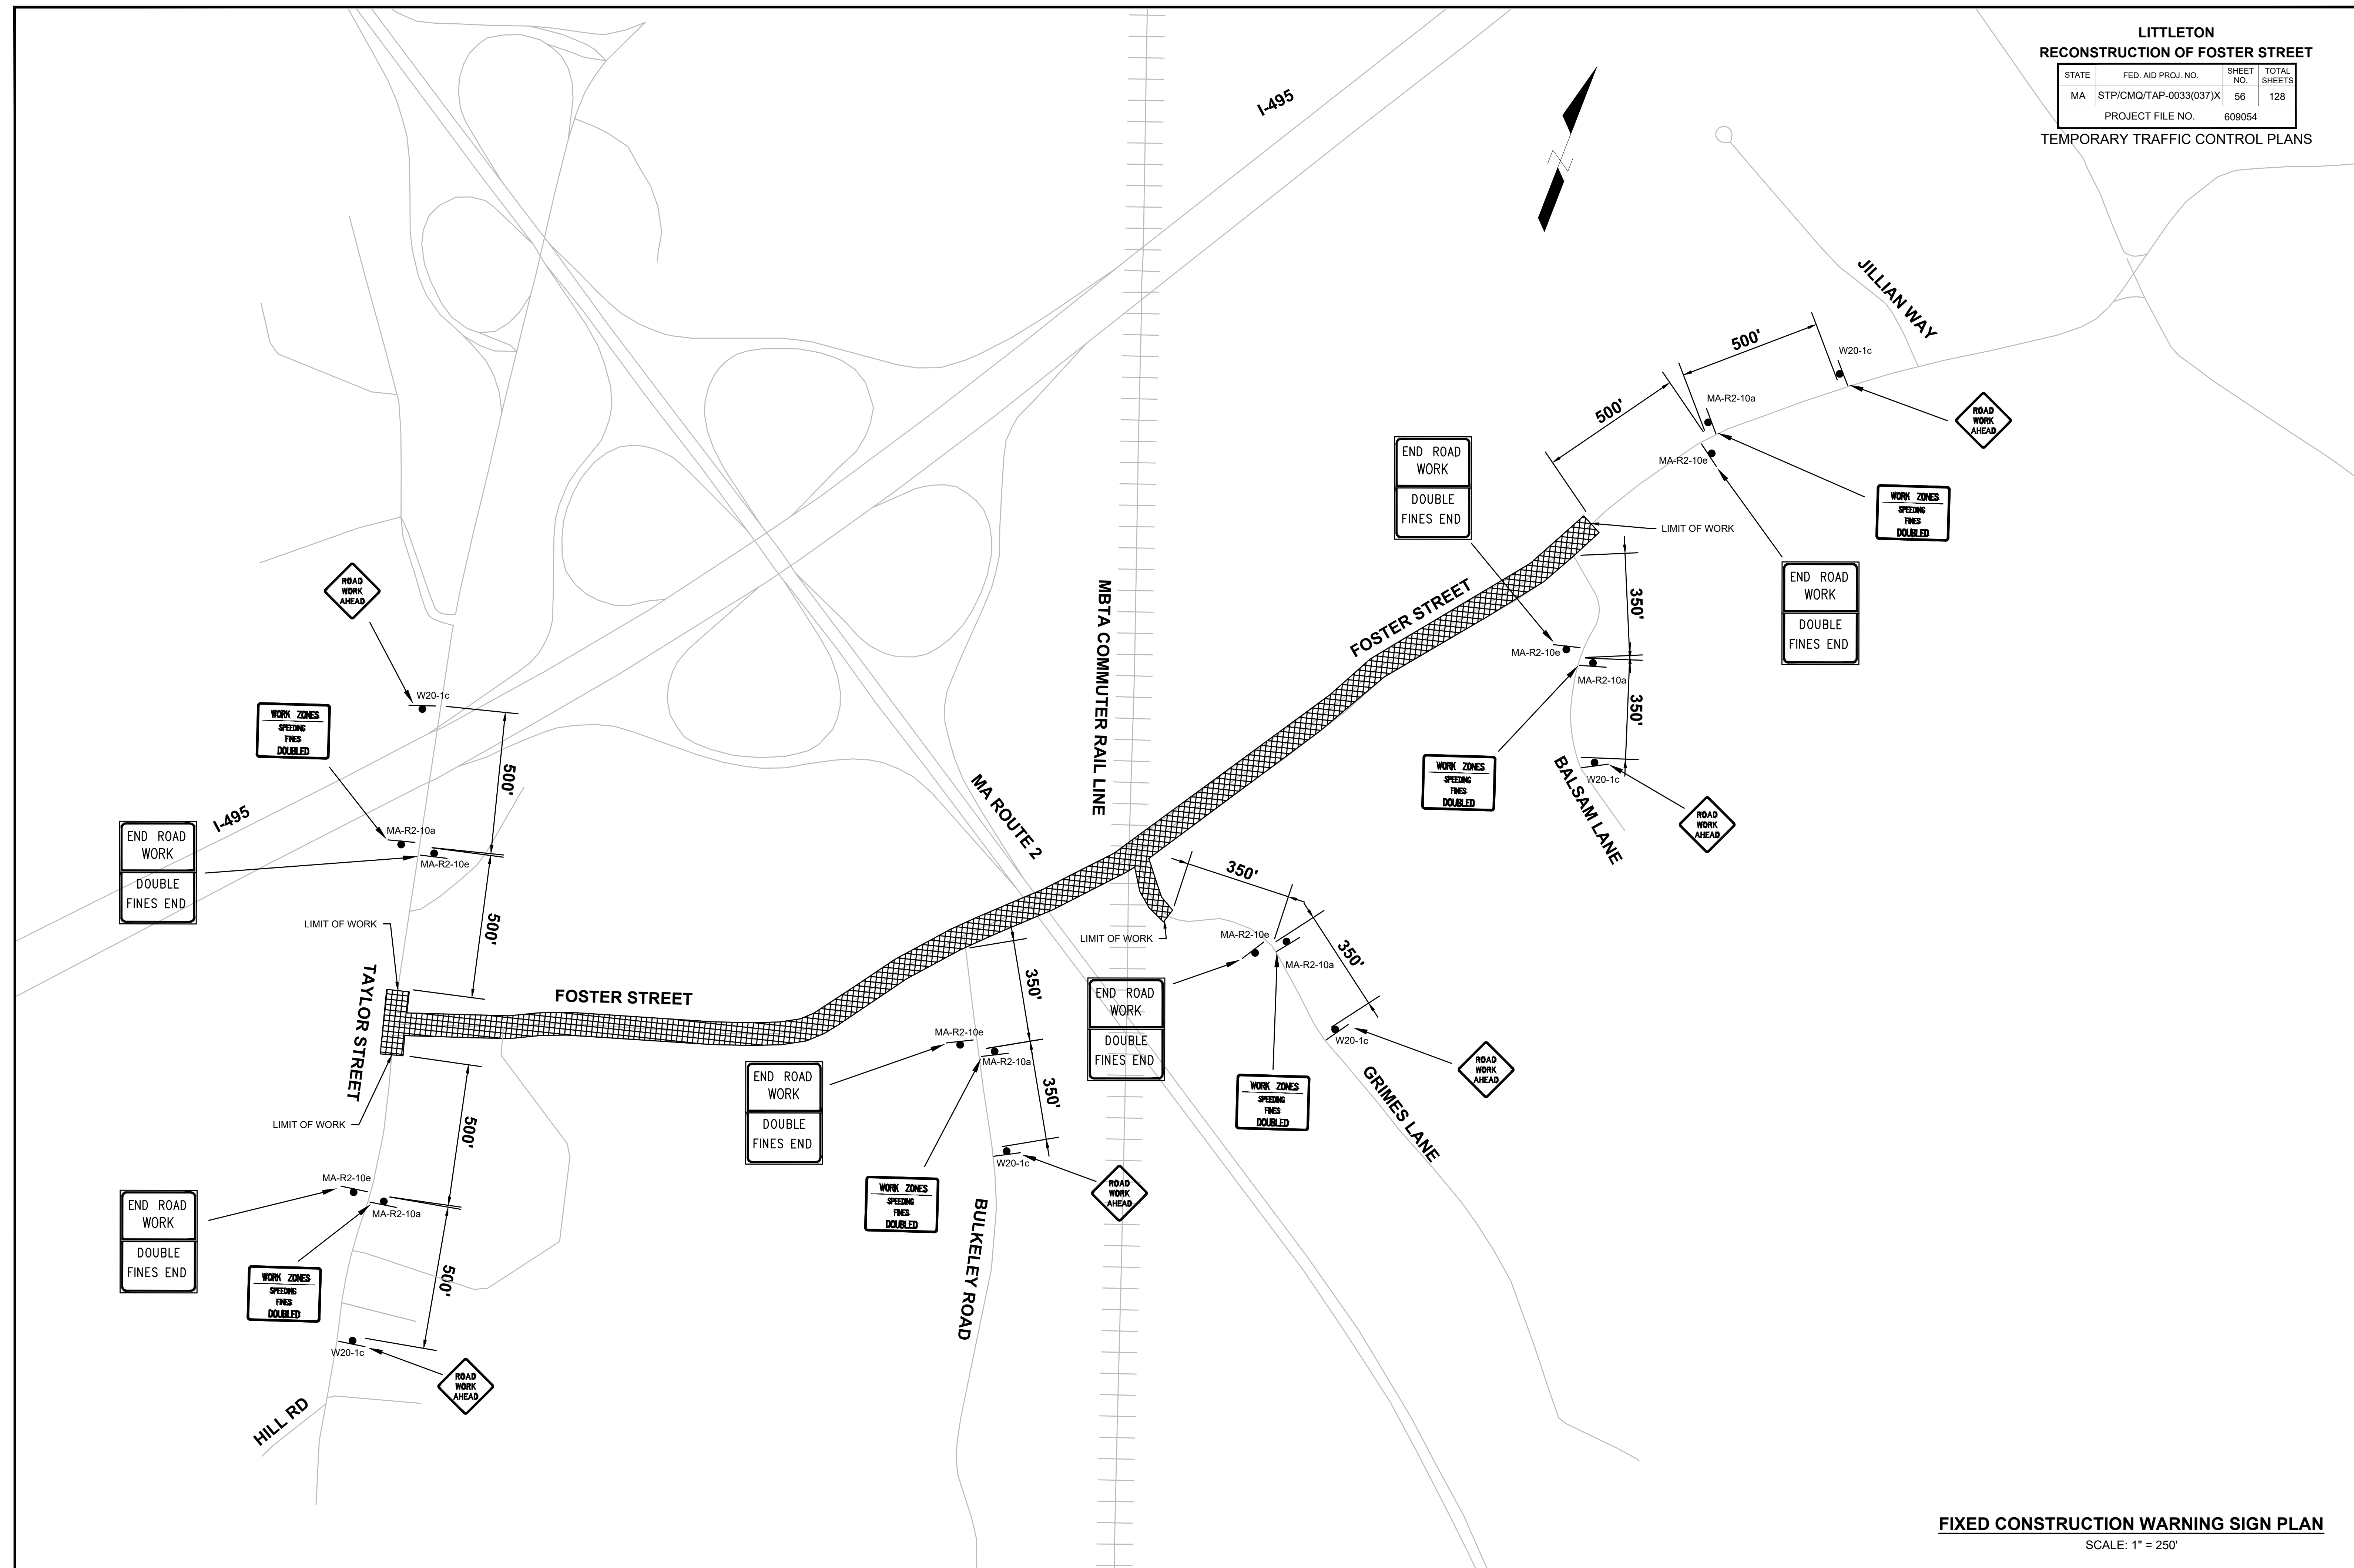 LITTLETON
RECONSTRUCTION OF FOSTER STREET
STATE FED. AID PROJ. NO. SHEET NO. TOTAL SHEETS
MA STP/CMQ/TAP-0033(037)X 56 128
PROJECT FILE NO. 609054
TEMPORARY TRAFFIC CONTROL PLANS
I-495
N
JILLIAN WAY
500'
W20-1c
ROAD
WORK
AHEAD
500'
MA-R2-10a
MA-R2-10e
WORK ZONES
SPEEDING
FINES
DOUBLED
END ROAD
WORK
DOUBLE
FINES END
LIMIT OF WORK
END ROAD
WORK
DOUBLE
FINES END
FOSTER STREET
350'
MA-R2-10e
MA-R2-10a
350'
W20-1c
BALSAM LANE
WORK ZONES
SPEEDING
FINES
DOUBLED
ROAD
WORK
AHEAD
MBTA COMMUTER RAIL LINE
MA ROUTE 2
ROAD
WORK
AHEAD
W20-1c
WORK ZONES
SPEEDING
FINES
DOUBLED
500'
I-495
MA-R2-10a
MA-R2-10e
END ROAD
WORK
DOUBLE
FINES END
LIMIT OF WORK
500'
TAYLOR STREET
FOSTER STREET
LIMIT OF WORK
500'
MA-R2-10e
MA-R2-10a
END ROAD
WORK
DOUBLE
FINES END
WORK ZONES
SPEEDING
FINES
DOUBLED
500'
W20-1c
ROAD
WORK
AHEAD
HILL RD
350'
MA-R2-10e
MA-R2-10a
END ROAD
WORK
DOUBLE
FINES END
350'
W20-1c
WORK ZONES
SPEEDING
FINES
DOUBLED
ROAD
WORK
AHEAD
BULKELEY ROAD
350'
LIMIT OF WORK
MA-R2-10e
MA-R2-10a
350'
END ROAD
WORK
DOUBLE
FINES END
W20-1c
WORK ZONES
SPEEDING
FINES
DOUBLED
ROAD
WORK
AHEAD
GRIMES LANE
FIXED CONSTRUCTION WARNING SIGN PLAN
SCALE: 1" = 250'